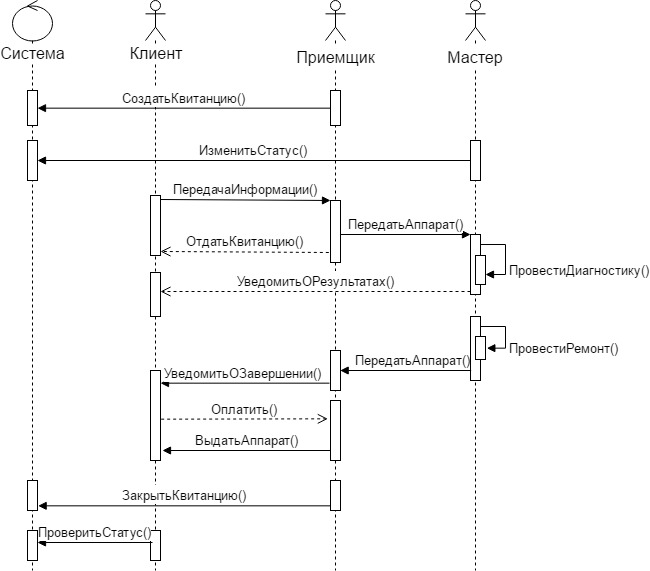 Система
Клиент
Приемщик
Мастер
СоздатьКвитанцию()
ИзменитьСтатус()
ПередачаИнформации()
ПередатьАппарат()
ОтдатьКвитанцию()
ПровестиДиагностику()
УведомитьОРезультатах()
ПровестиРемонт()
ПередатьАппарат()
УведомитьОЗавершении()
Оплатить()
ВыдатьАппарат()
ЗакрытьКвитанцию()
ПроверитьСтатус()